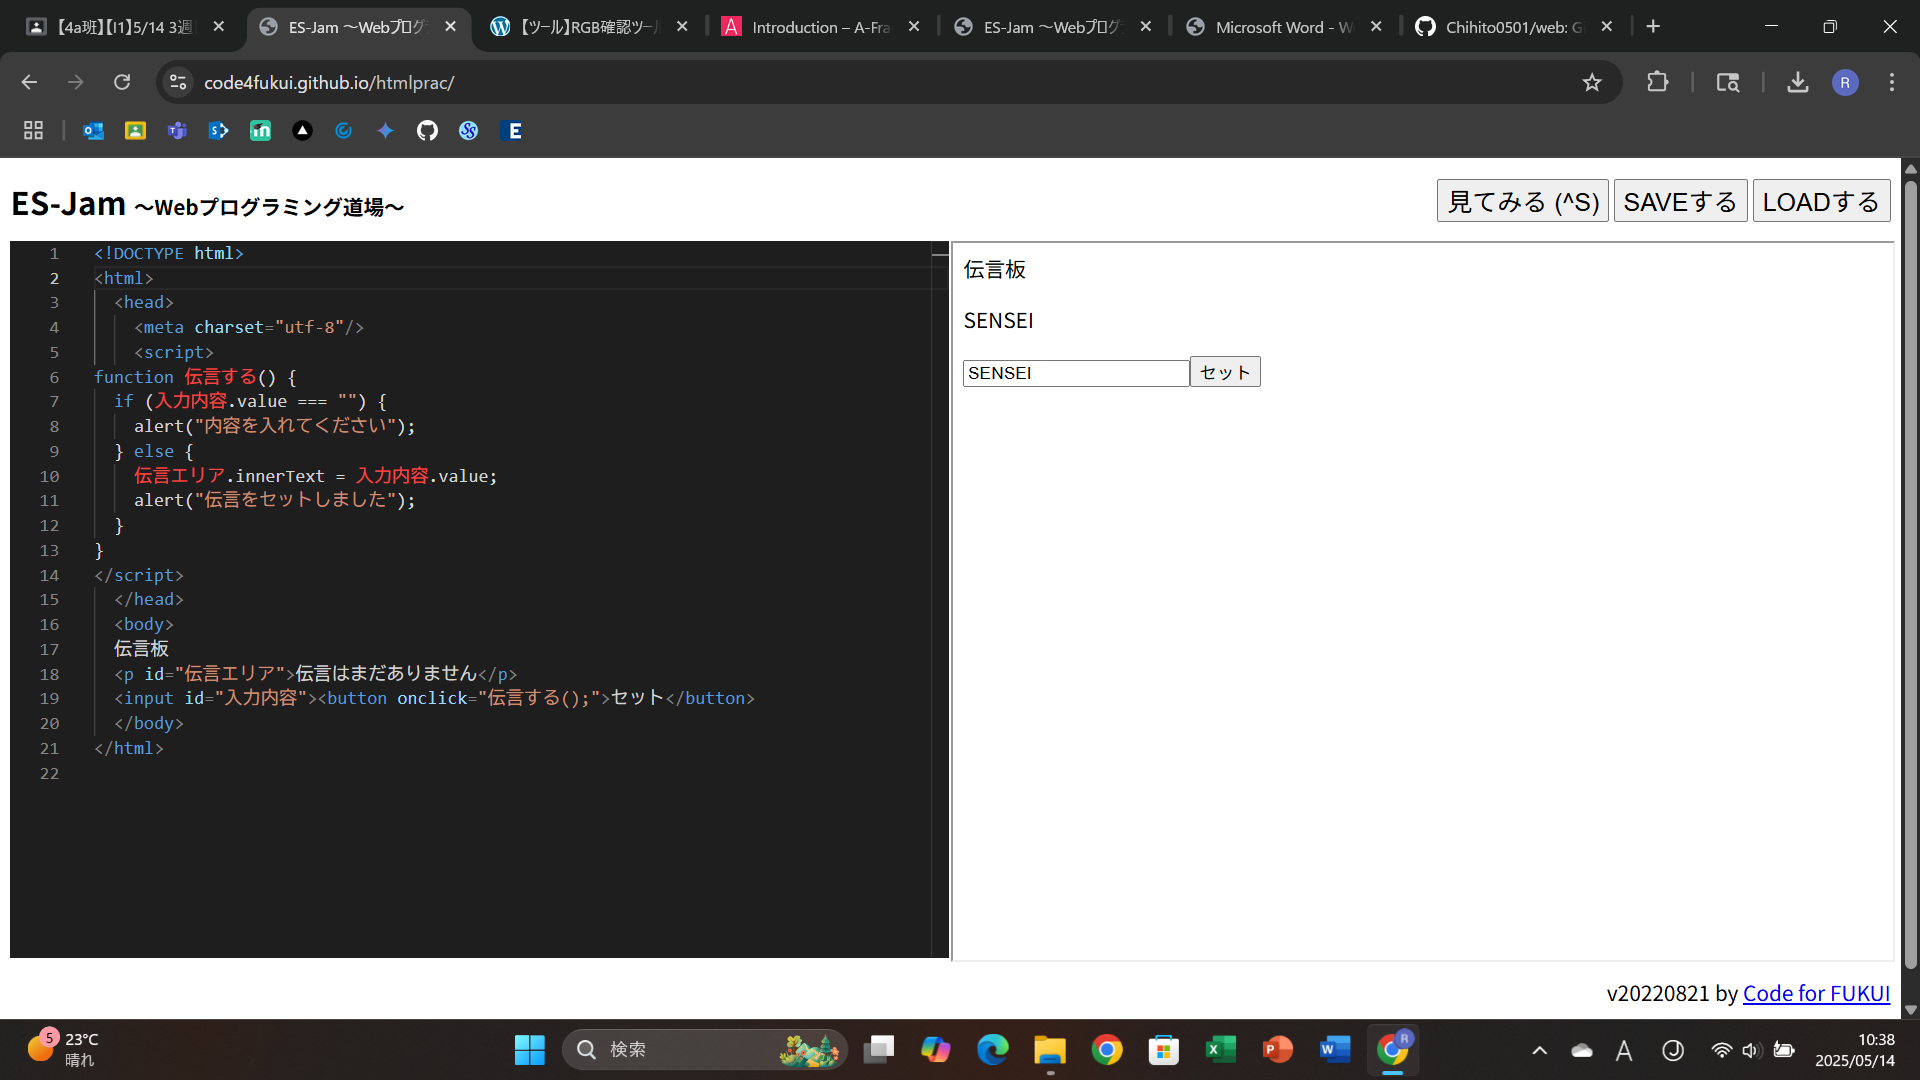 【4a班】【I1】5/14 3週
ES-Jam ～Webプログ
【ツール】RGB確認ツー
Introduction – A-Fra
ES-Jam ～Webプログ
Microsoft Word - W
Chihito0501/web: G
code4fukui.github.io/htmlprac/
R
ES-Jam ～Webプログラミング道場～
見てみる (^S)
SAVEする
LOADする
1 <!DOCTYPE html>
2 <html>
3 <head>
4 <meta charset="utf-8"/>
5 <script>
6 function 伝言する() {
7 if (入力内容.value === "") {
8 alert("内容を入れてください");
9 } else {
10 伝言エリア.innerText = 入力内容.value;
11 alert("伝言をセットしました");
12 }
13 }
14 </script>
15 </head>
16 <body>
17 伝言板
18 <p id="伝言エリア">伝言はまだありません</p>
19 <input id="入力内容"><button onclick="伝言する();">セット</button>
20 </body>
21 </html>
22
伝言板
SENSEI
SENSEI
セット
v20220821 by Code for FUKUI
5
23°C
晴れ
検索
A
10:38
2025/05/14